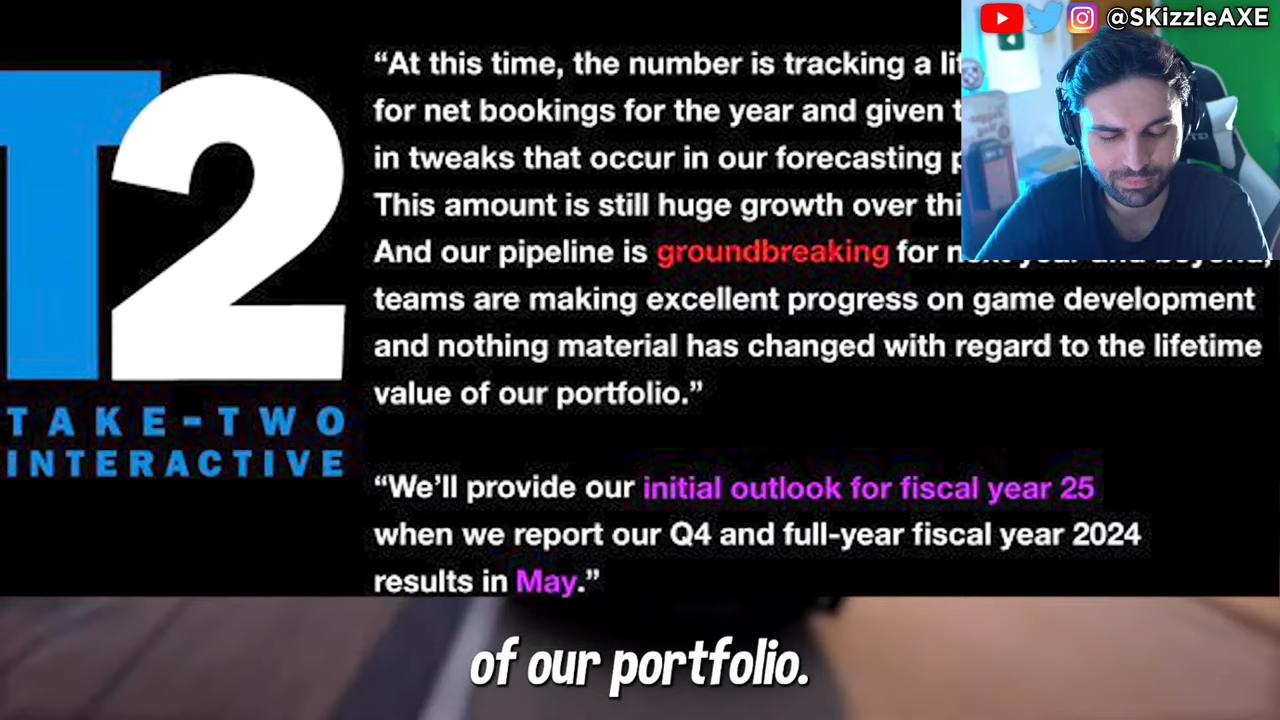 @SKizzleAXE
“At this time, the number is tracking a
for net bookings for the year and given
in tweaks that occur in our forecasting
This amount is still huge growth over
And our pipeline is groundbreaking for
teams are making excellent progress on game development
and nothing material has changed with regard to the lifetime
value of our portfolio.”
“We’ll provide our initial outlook for fiscal year 25
when we report our Q4 and full-year fiscal year 2024
results in May.”
T2
TAKE-TWO
INTERACTIVE
of our portfolio.